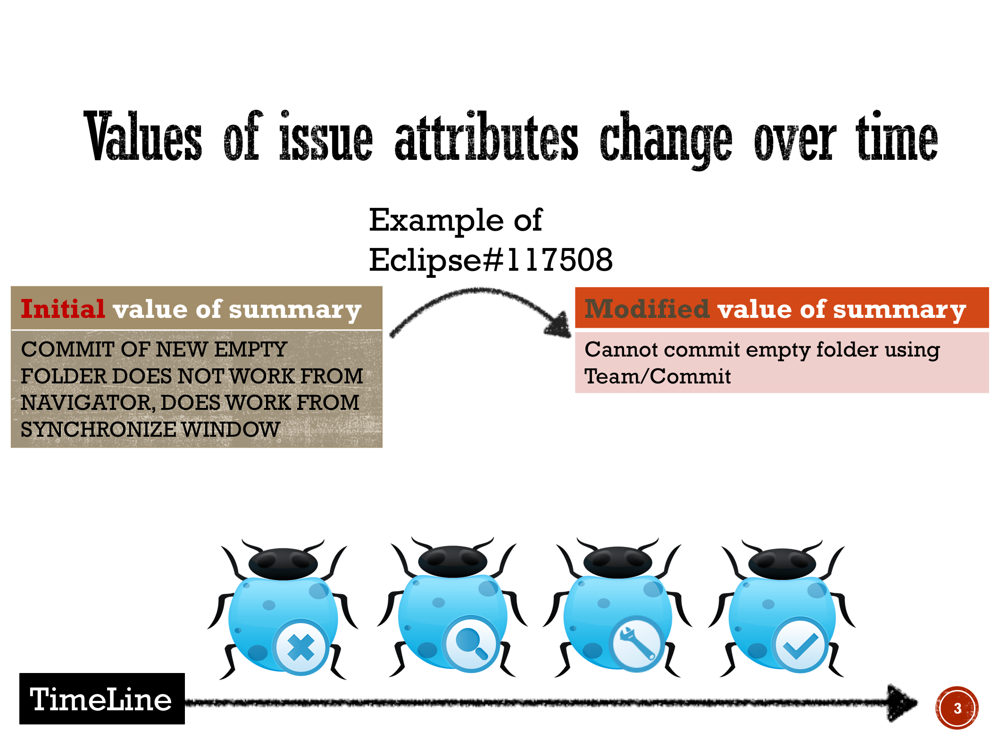 Values of issue attributes change over time
Example of
Eclipse#117508
Initial value of summary
COMMIT OF NEW EMPTY
FOLDER DOES NOT WORK FROM
NAVIGATOR, DOES WORK FROM
SYNCHRONIZE WINDOW
Modified value of summary
Cannot commit empty folder using
Team/Commit
TimeLine
3